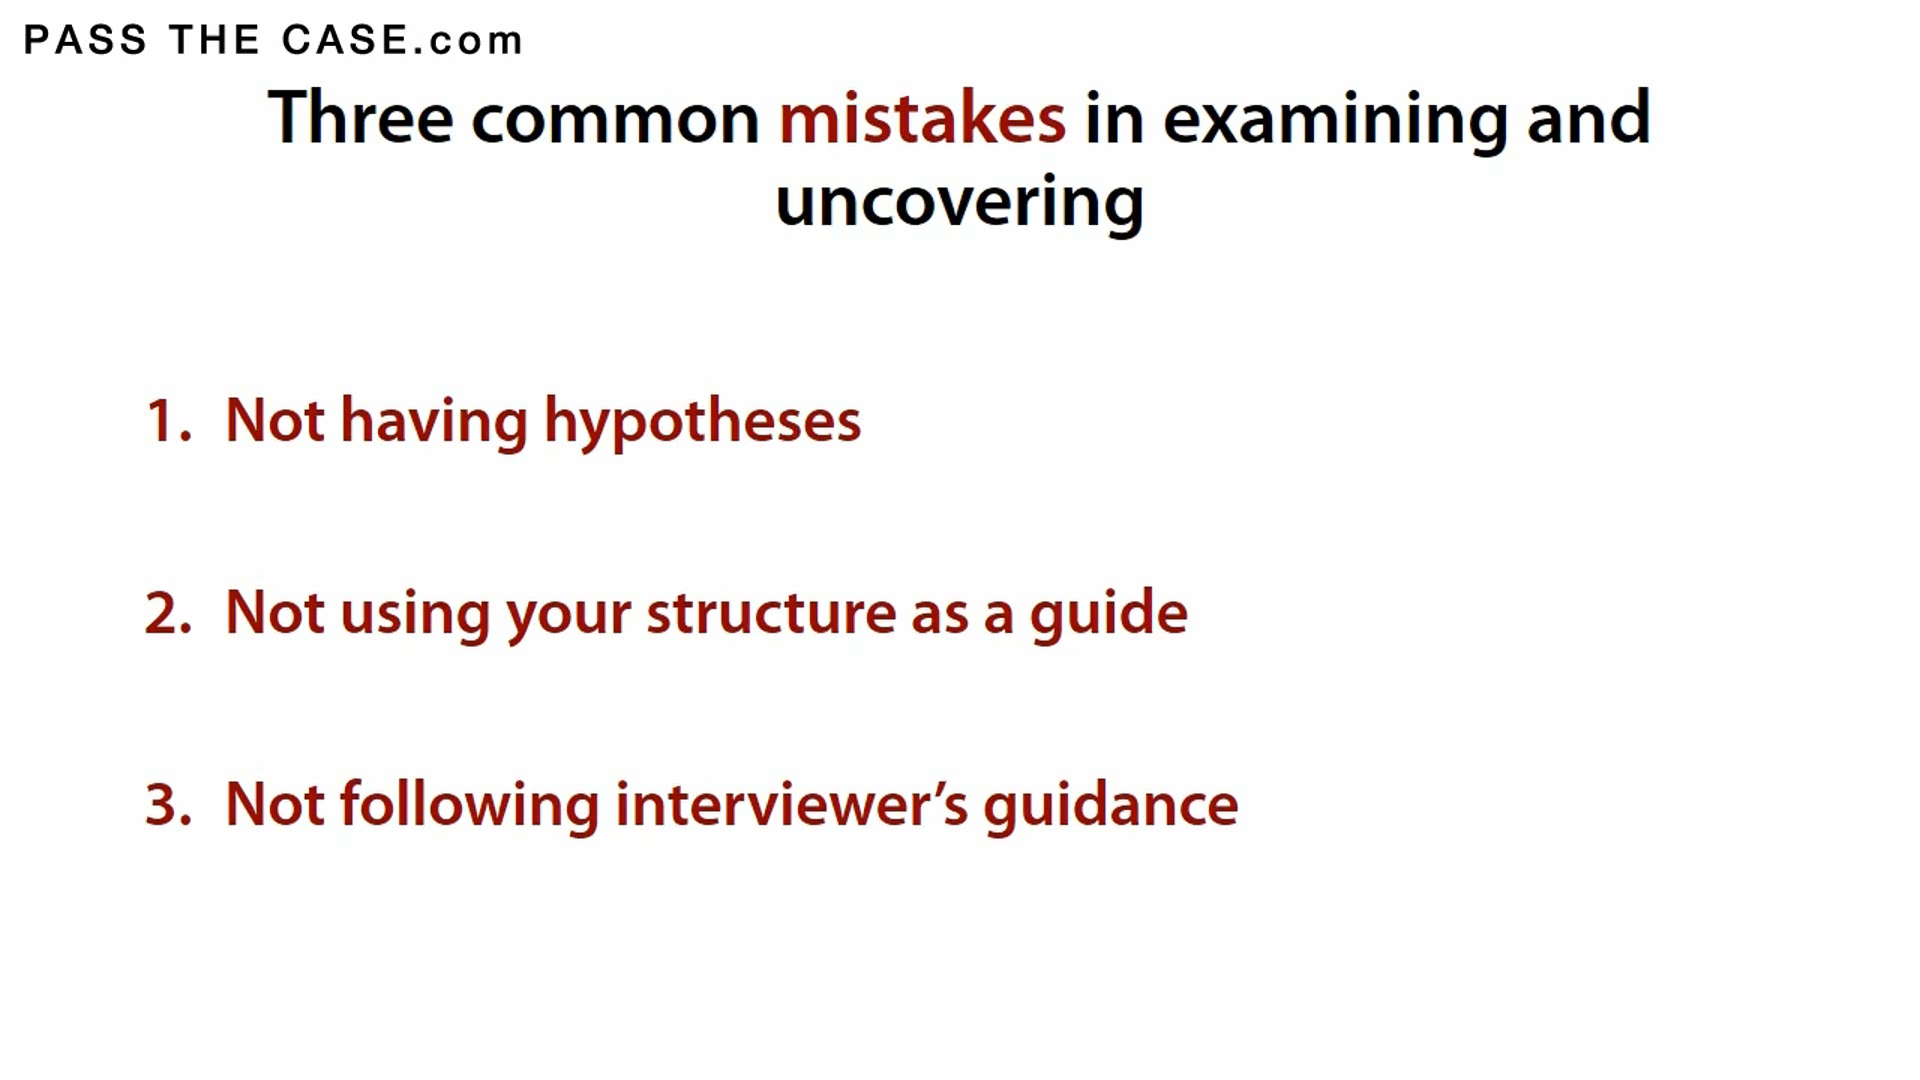 PASS THE CASE.com
Three common mistakes in examining and
uncovering
1. Not having hypotheses
2. Not using your structure as a guide
3. Not following interviewer’s guidance